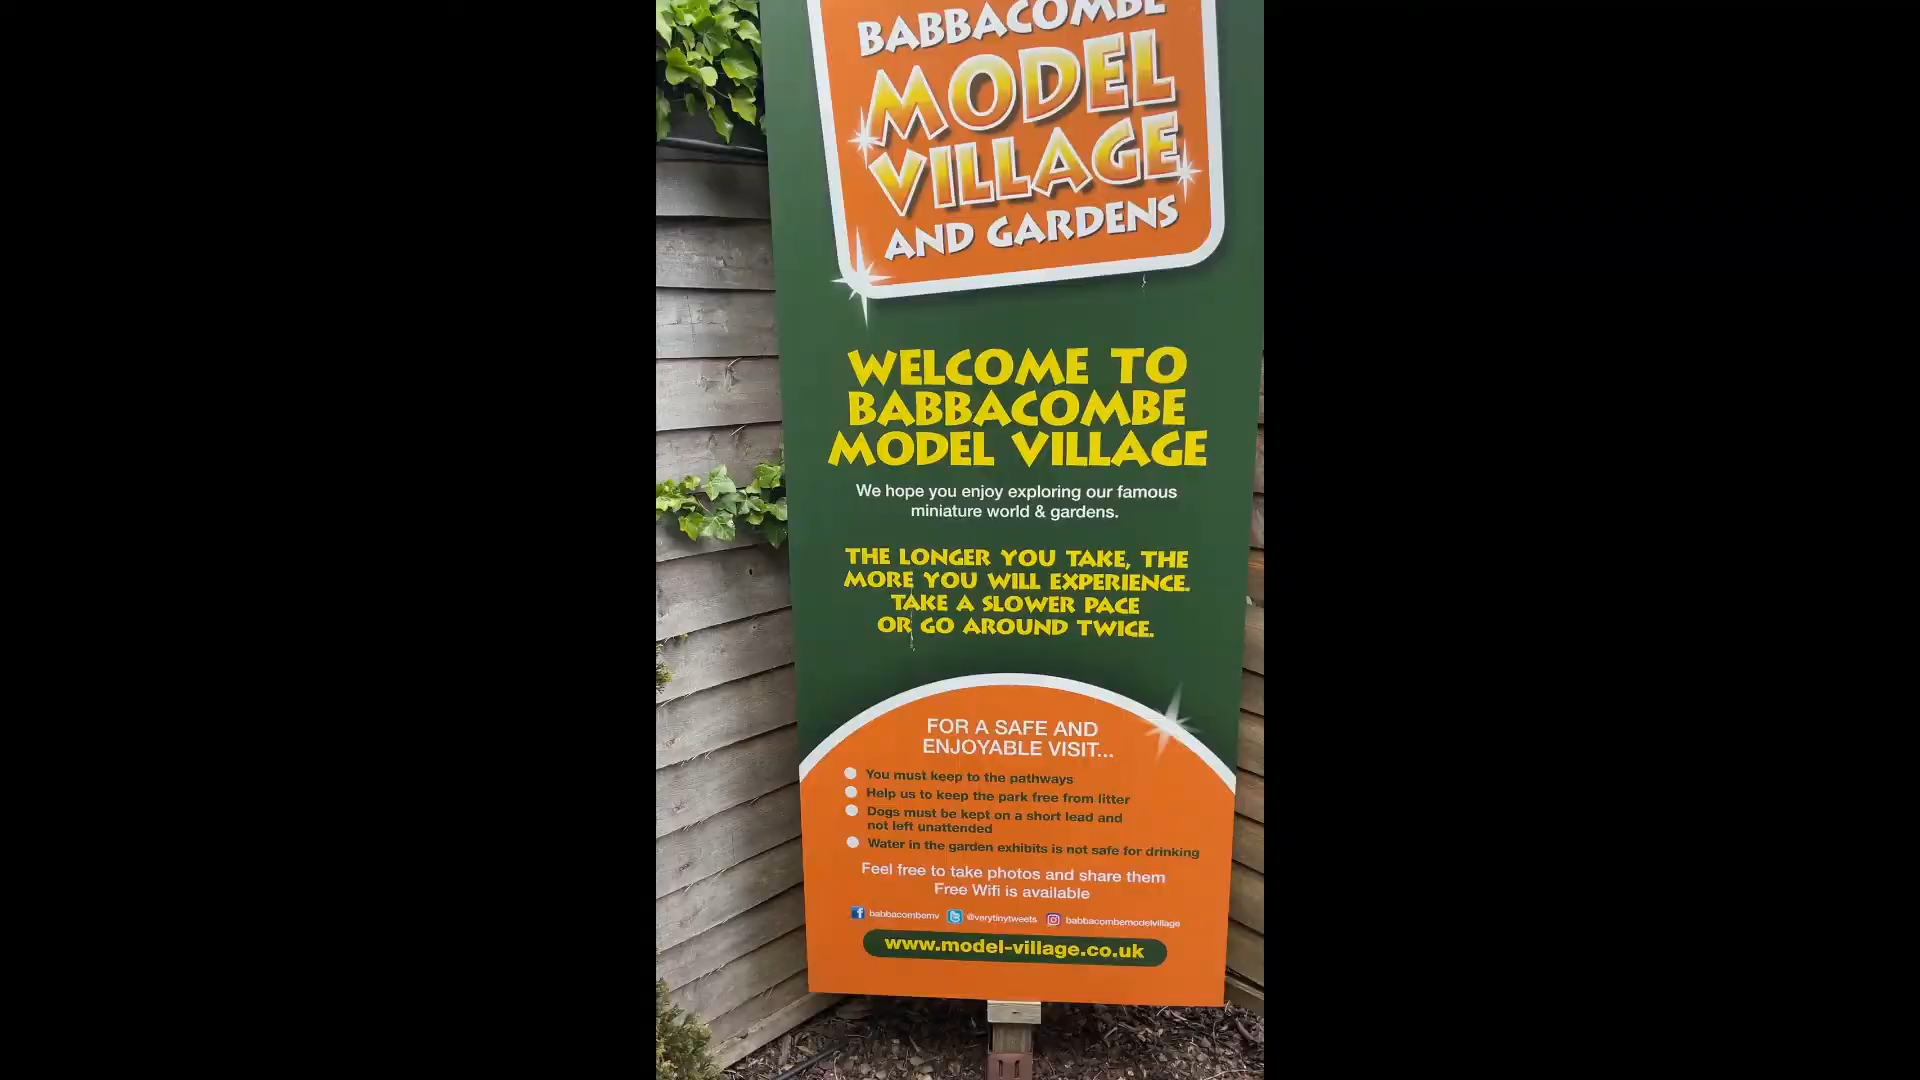 BABBACOMBE
MODEL
VILLAGE
AND GARDENS
WELCOME TO
BABBACOMBE
MODEL VILLAGE
We hope you enjoy exploring our famous
miniature world & gardens.
THE LONGER YOU TAKE, THE
MORE YOU WILL EXPERIENCE.
TAKE A SLOWER PACE
OR GO AROUND TWICE.
FOR A SAFE AND
ENJOYABLE VISIT...
You must keep to the pathways
Help us to keep the park free from litter
Dogs must be kept on a short lead and
not left unattended
Water in the garden exhibits is not safe for drinking
Feel free to take photos and share them
Free Wifi is available
babbacombemv @verytinytweets babbacombemodelvillage
www.model-village.co.uk